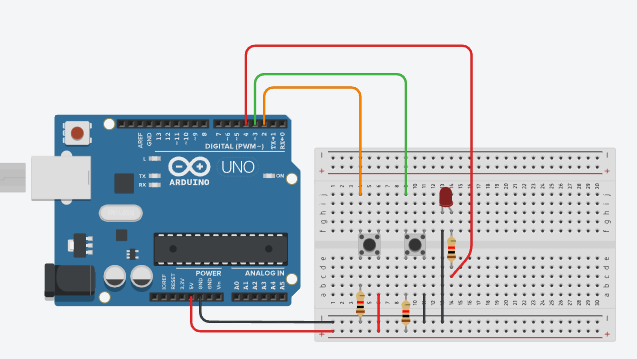 AREF
GND
13
12
~11
~10
~9
8
7
~6
~5
4
~3
2
TX→1
RX←0
DIGITAL (PWM~)
L
TX
RX
UNO
ARDUINO
ON
POWER
ANALOG IN
IOREF
RESET
3.3V
5V
GND
GND
Vin
A0
A1
A2
A3
A4
A5